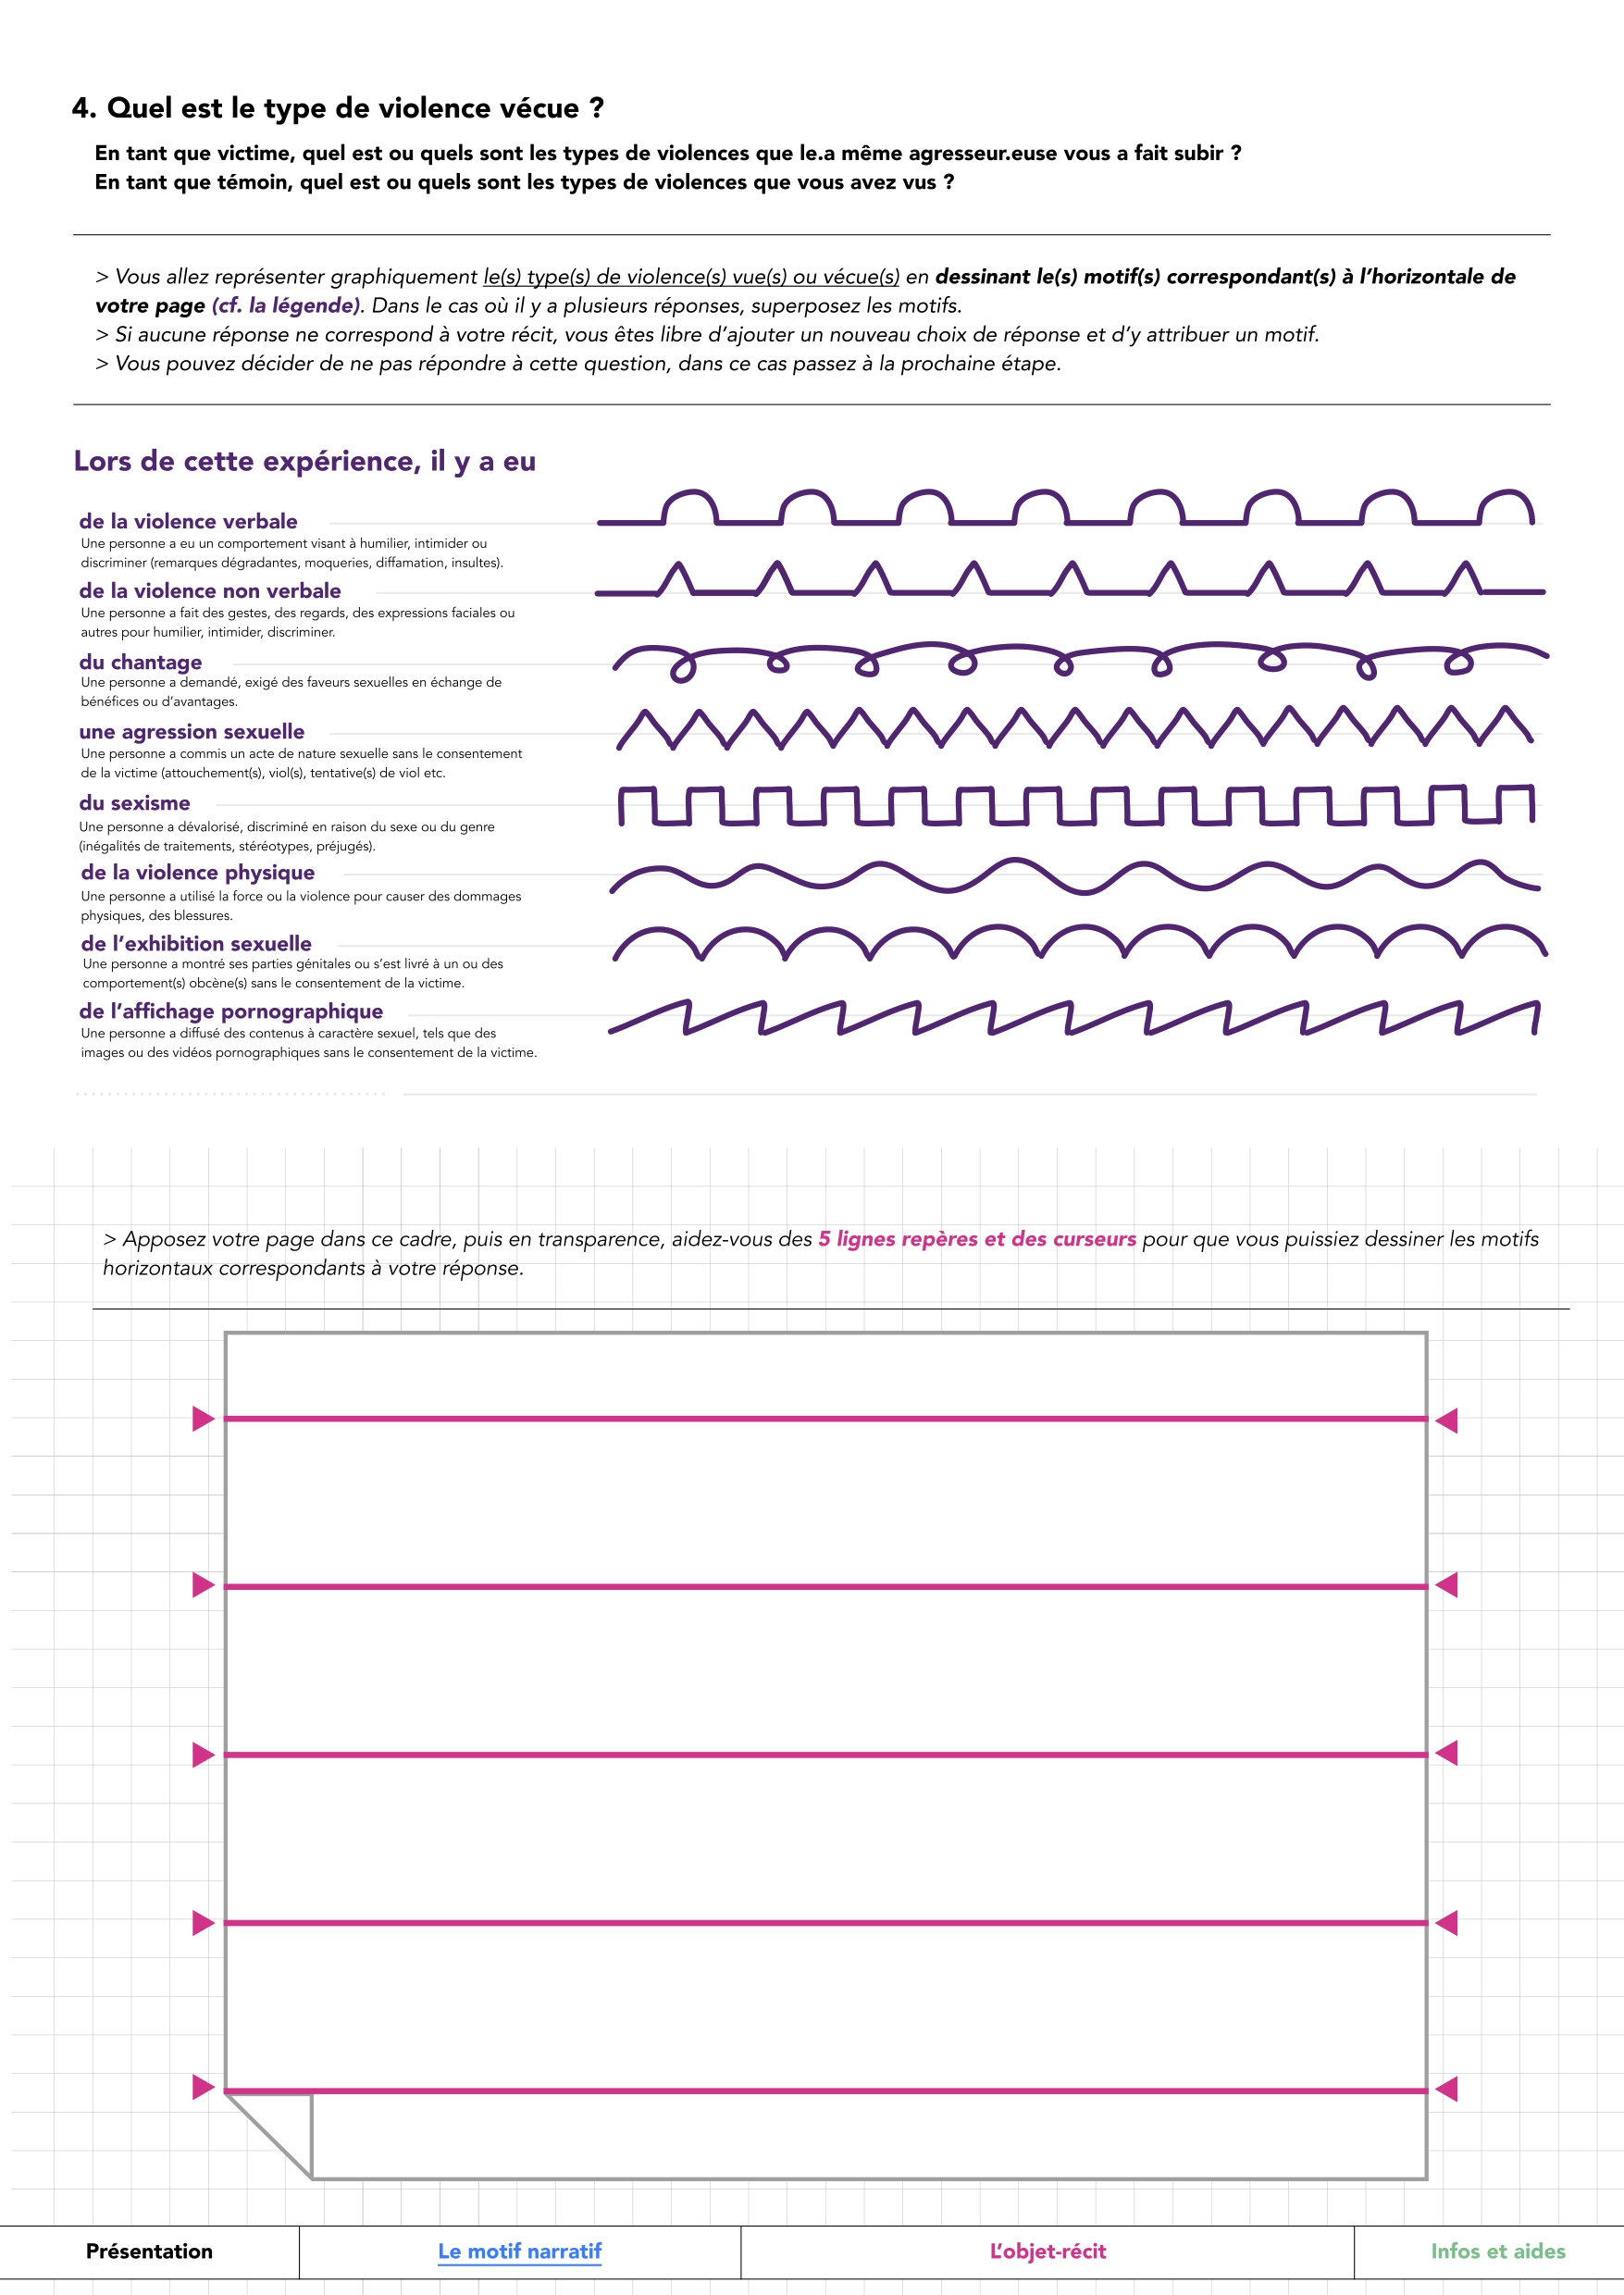 4. Quel est le type de violence vécue ?
En tant que victime, quel est ou quels sont les types de violences que le.a même agresseur.euse vous a fait subir ?
En tant que témoin, quel est ou quels sont les types de violences que vous avez vus ?
> Vous allez représenter graphiquement le(s) type(s) de violence(s) vue(s) ou vécue(s) en dessinant le(s) motif(s) correspondant(s) à l’horizontale de
votre page (cf. la légende). Dans le cas où il y a plusieurs réponses, superposez les motifs.
> Si aucune réponse ne correspond à votre récit, vous êtes libre d’ajouter un nouveau choix de réponse et d’y attribuer un motif.
> Vous pouvez décider de ne pas répondre à cette question, dans ce cas passez à la prochaine étape.
Lors de cette expérience, il y a eu
de la violence verbale
Une personne a eu un comportement visant à humilier, intimider ou
discriminer (remarques dégradantes, moqueries, diffamation, insultes).
de la violence non verbale
Une personne a fait des gestes, des regards, des expressions faciales ou
autres pour humilier, intimider, discriminer.
du chantage
Une personne a demandé, exigé des faveurs sexuelles en échange de
bénéfices ou d’avantages.
une agression sexuelle
Une personne a commis un acte de nature sexuelle sans le consentement
de la victime (attouchement(s), viol(s), tentative(s) de viol etc.
du sexisme
Une personne a dévalorisé, discriminé en raison du sexe ou du genre
(inégalités de traitements, stéréotypes, préjugés).
de la violence physique
Une personne a utilisé la force ou la violence pour causer des dommages
physiques, des blessures.
de l’exhibition sexuelle
Une personne a montré ses parties génitales ou s’est livré à un ou des
comportement(s) obcène(s) sans le consentement de la victime.
de l’affichage pornographique
Une personne a diffusé des contenus à caractère sexuel, tels que des
images ou des vidéos pornographiques sans le consentement de la victime.
> Apposez votre page dans ce cadre, puis en transparence, aidez-vous des 5 lignes repères et des curseurs pour que vous puissiez dessiner les motifs
horizontaux correspondants à votre réponse.
Présentation
Le motif narratif
L’objet-récit
Infos et aides